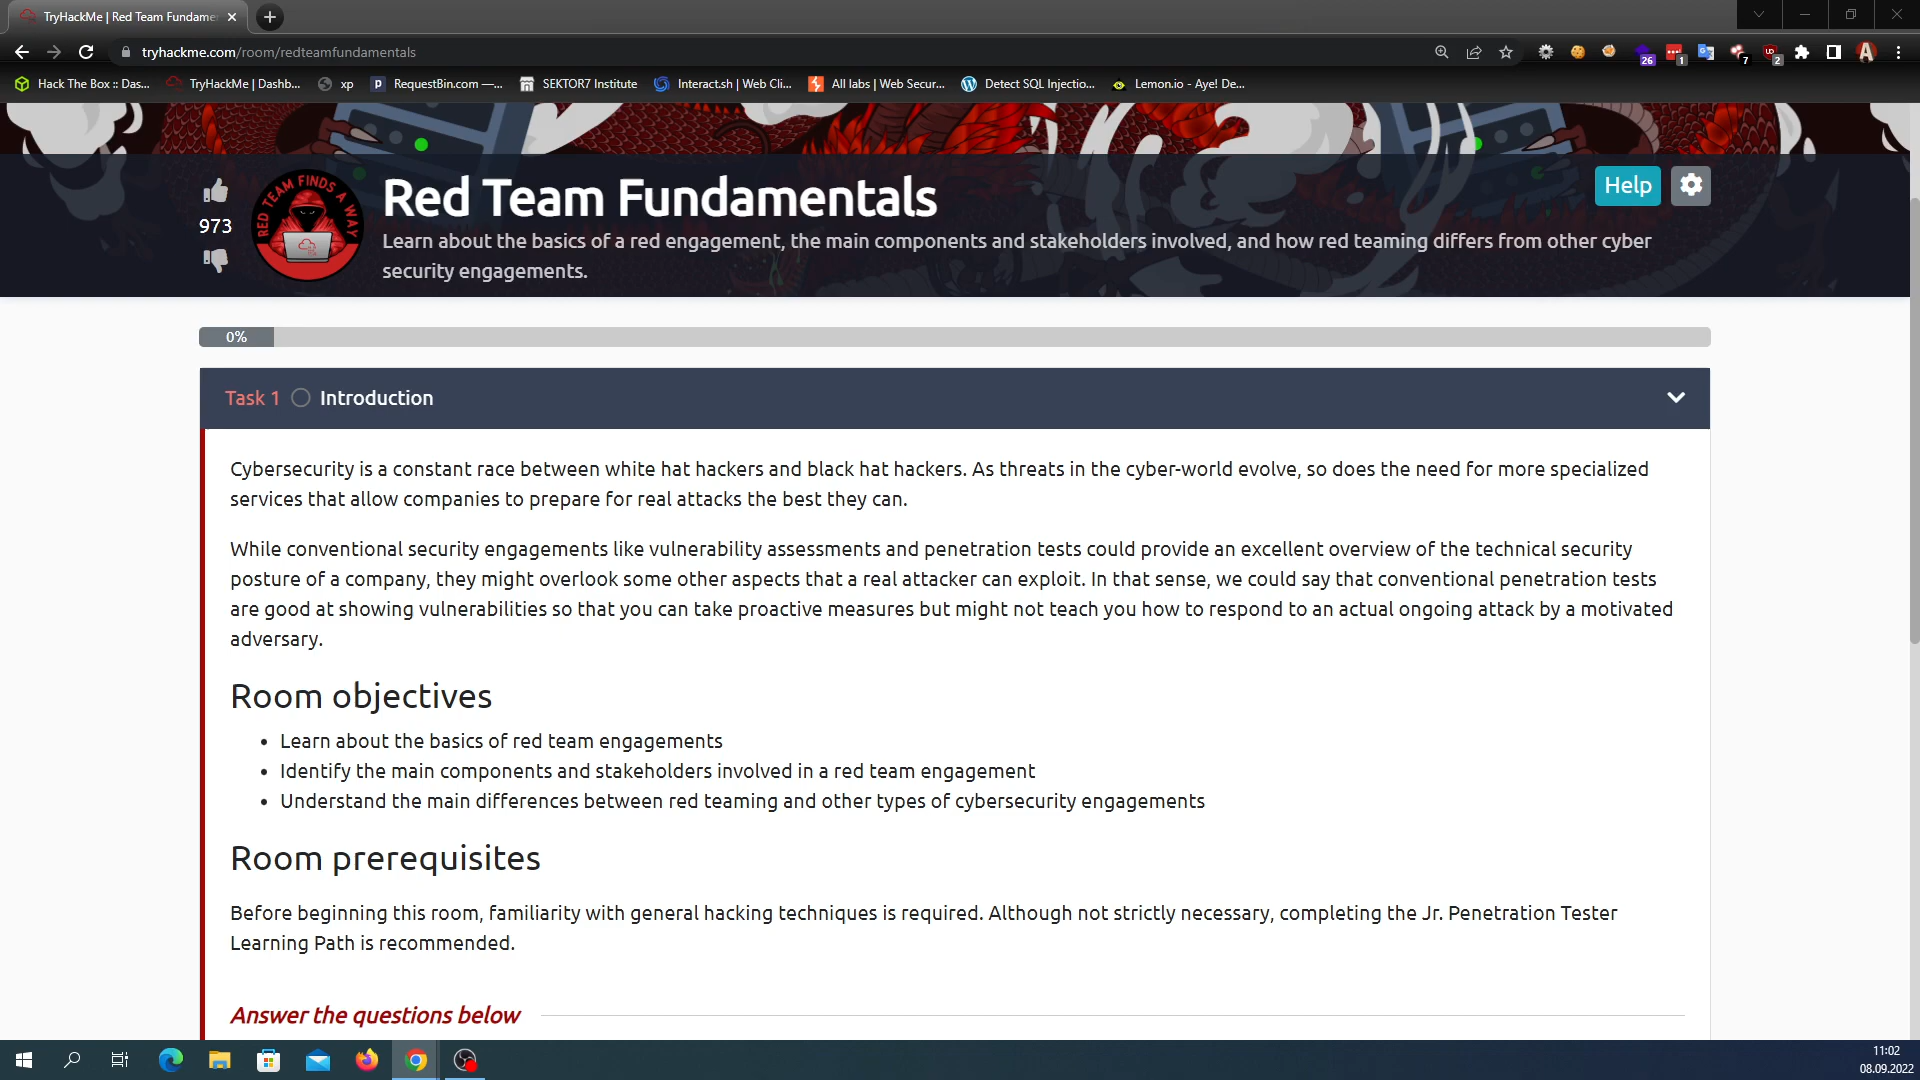 TryHackMe | Red Team Fundame
tryhackme.com/room/redteamfundamentals
26 1 7 2
Hack The Box :: Das... TryHackMe | Dashb... xp RequestBin.com —... SEKTOR7 Institute Interact.sh | Web Cli... All labs | Web Secur... Detect SQL Injectio... Lemon.io - Aye! De...
973
RED TEAM FINDS A WAY
Red Team Fundamentals
Help
Learn about the basics of a red engagement, the main components and stakeholders involved, and how red teaming differs from other cyber
security engagements.
0%
Task 1 Introduction
Cybersecurity is a constant race between white hat hackers and black hat hackers. As threats in the cyber-world evolve, so does the need for more specialized
services that allow companies to prepare for real attacks the best they can.
While conventional security engagements like vulnerability assessments and penetration tests could provide an excellent overview of the technical security
posture of a company, they might overlook some other aspects that a real attacker can exploit. In that sense, we could say that conventional penetration tests
are good at showing vulnerabilities so that you can take proactive measures but might not teach you how to respond to an actual ongoing attack by a motivated
adversary.
Room objectives
• Learn about the basics of red team engagements
• Identify the main components and stakeholders involved in a red team engagement
• Understand the main differences between red teaming and other types of cybersecurity engagements
Room prerequisites
Before beginning this room, familiarity with general hacking techniques is required. Although not strictly necessary, completing the Jr. Penetration Tester
Learning Path is recommended.
Answer the questions below
11:02
08.09.2022